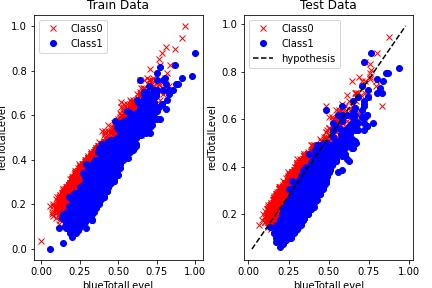 Train Data
Test Data
Class0
Class1
Class0
Class1
hypothesis
1.0
0.8
0.6
0.4
0.2
0.0
1.0
0.8
0.6
0.4
0.2
0.00 0.25 0.50 0.75 1.00
0.00 0.25 0.50 0.75 1.00
redTotalLevel
redTotalLevel
blueTotalLevel
blueTotalLevel